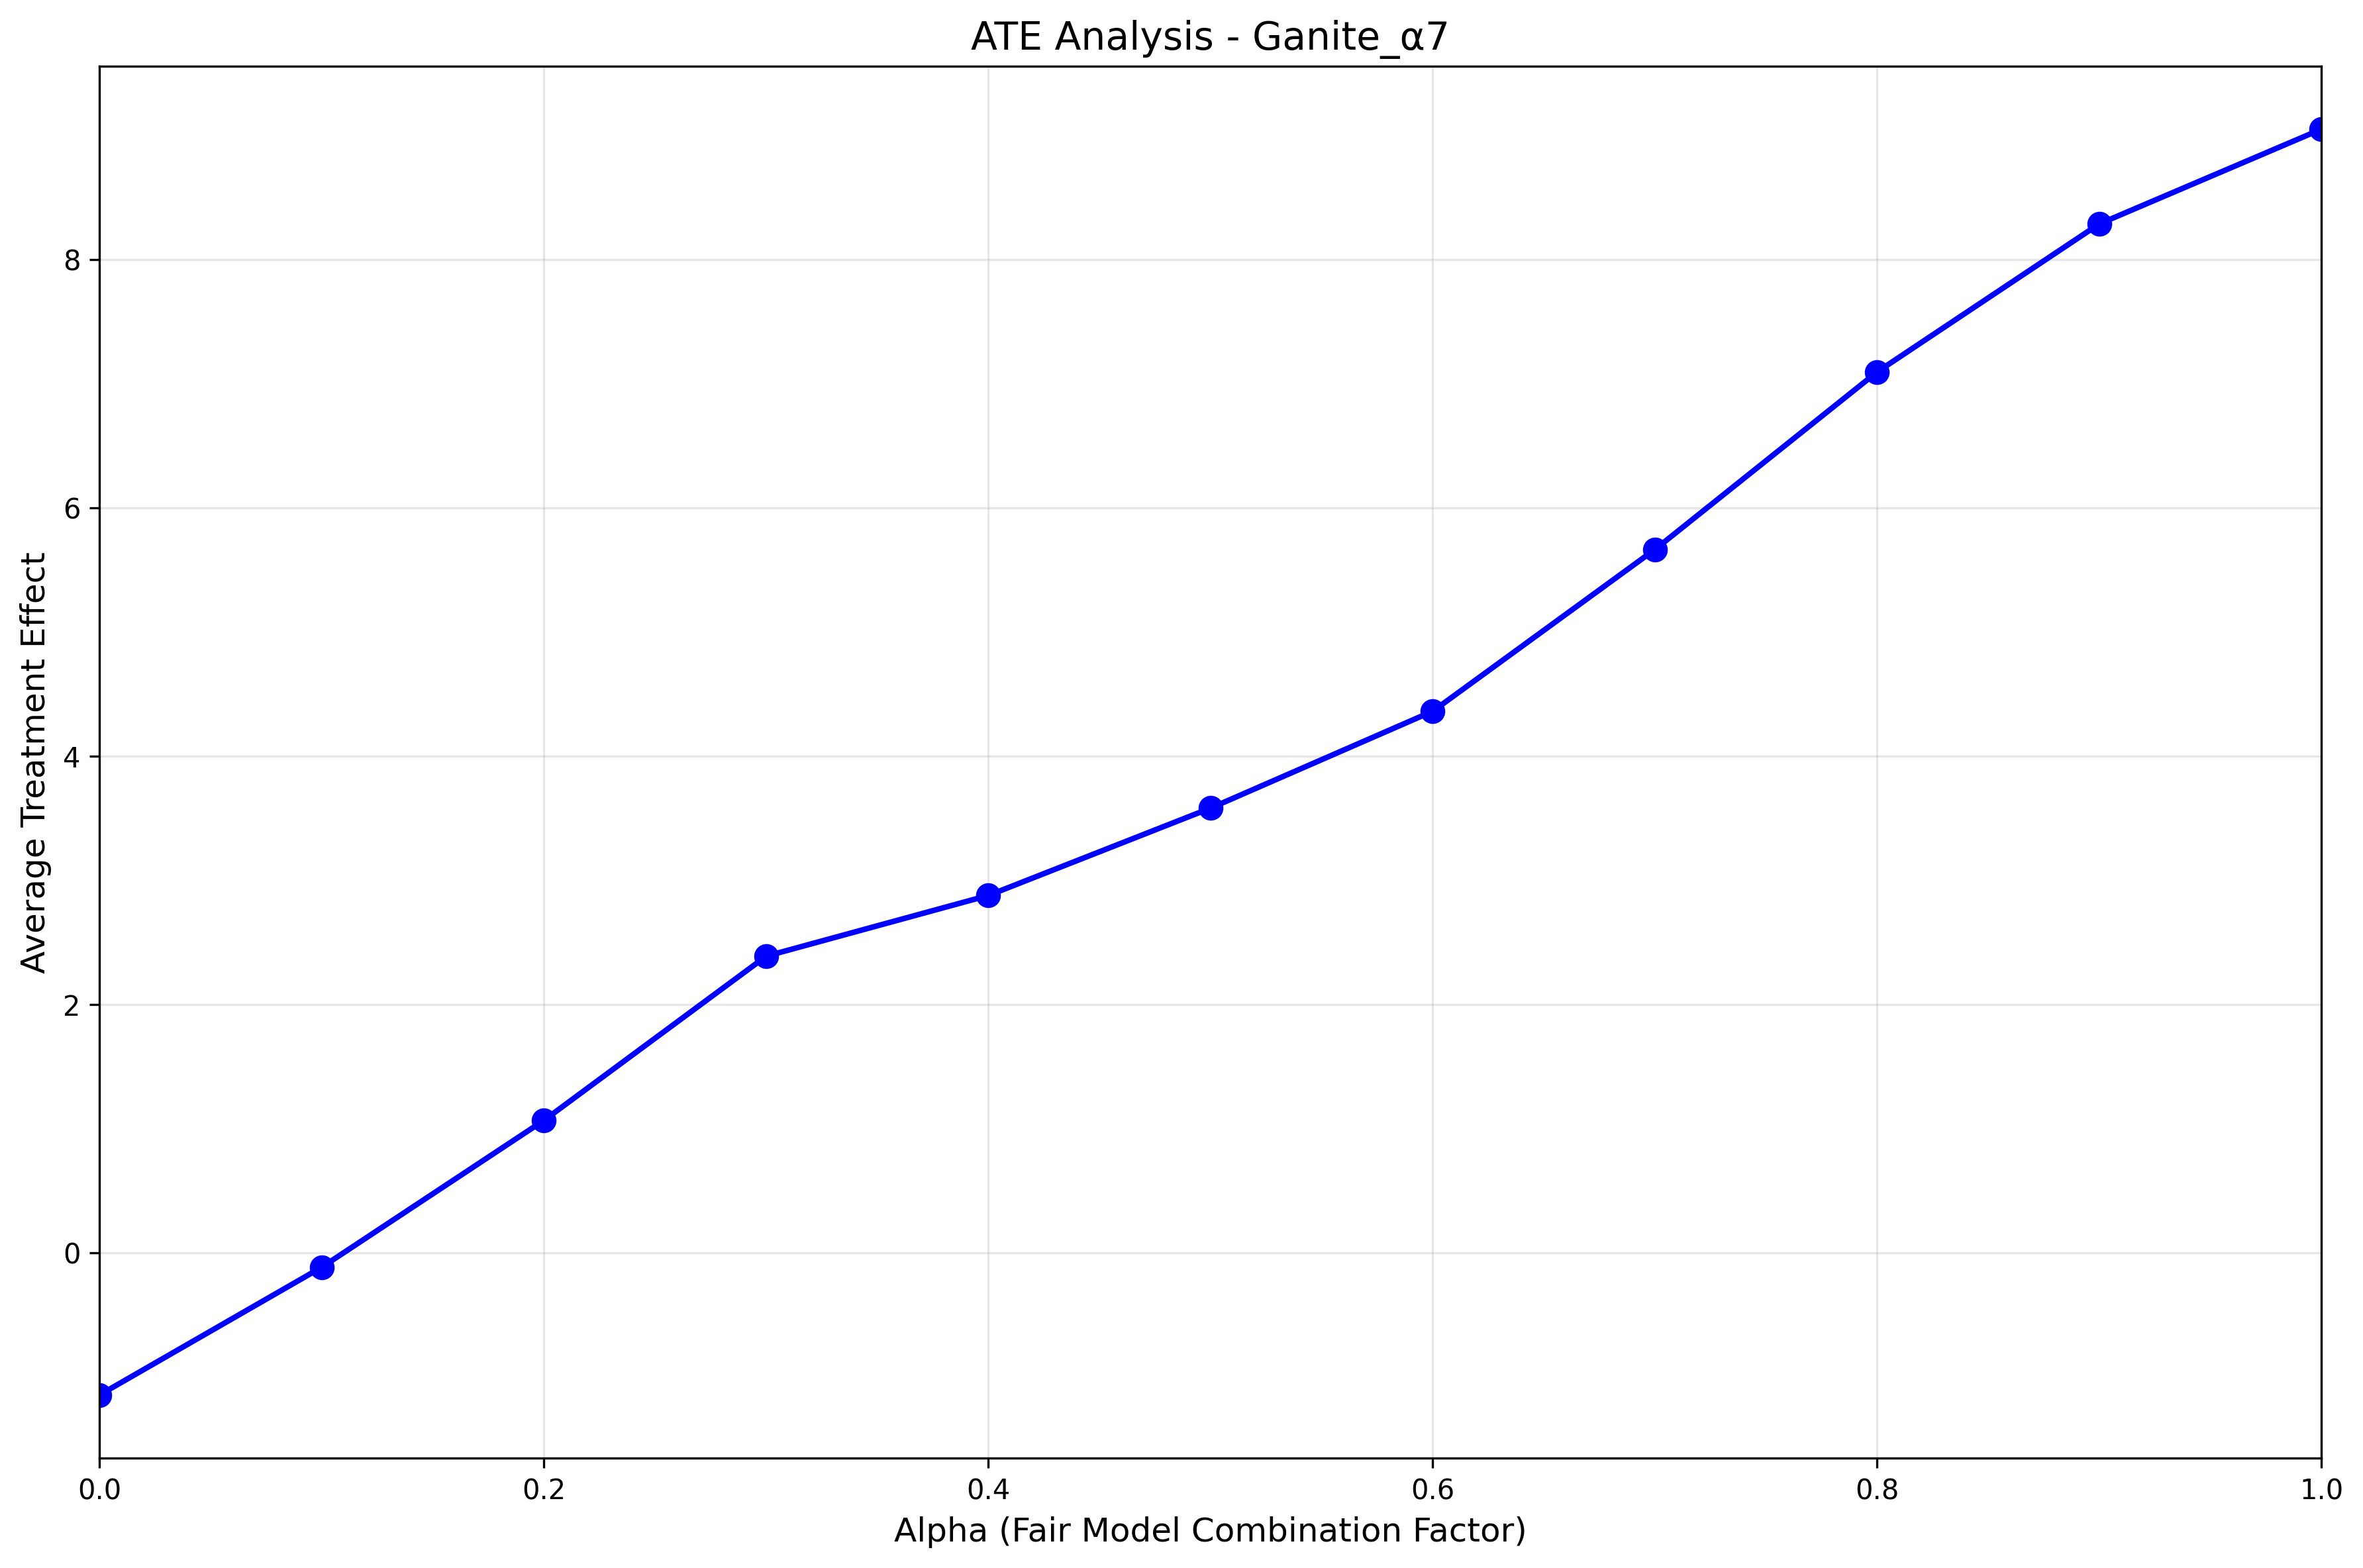 ATE Analysis - Ganite_α7
Average Treatment Effect
8
6
4
2
0
0.0 0.2 0.4 0.6 0.8 1.0
Alpha (Fair Model Combination Factor)